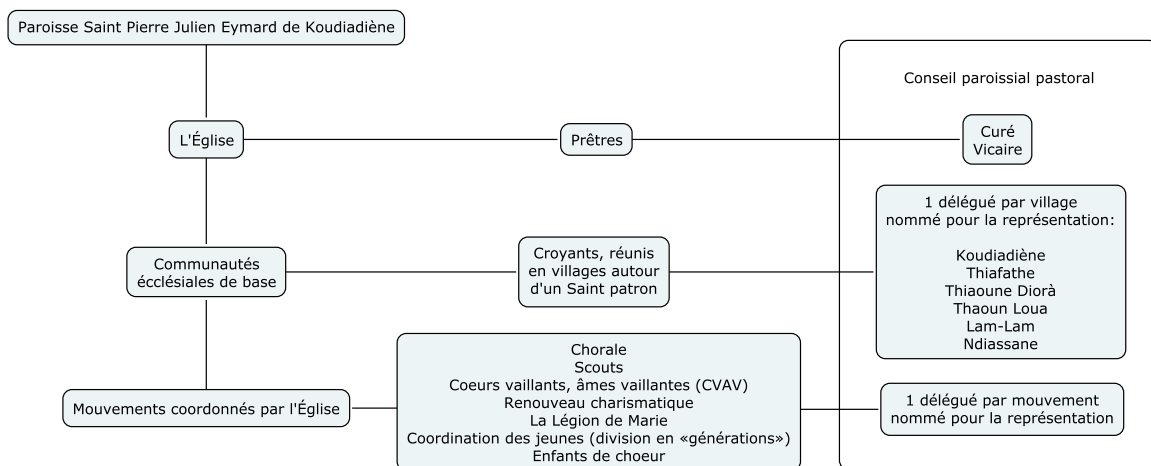 Paroisse Saint Pierre Julien Eymard de Koudiadiène
Conseil paroissial pastoral
L'Église
Prêtres
Curé
Vicaire
Communautés
écclésiales de base
Croyants, réunis
en villages autour
d'un Saint patron
1 délégué par village
nommé pour la représentation:
Koudiadiène
Thiafathe
Thiaoune Diorà
Thaoun Loua
Lam-Lam
Ndiassane
Mouvements coordonnés par l'Église
Chorale
Scouts
Coeurs vaillants, âmes vaillantes (CVAV)
Renouveau charismatique
La Légion de Marie
Coordination des jeunes (division en «générations»)
Enfants de choeur
1 délégué par mouvement
nommé pour la représentation